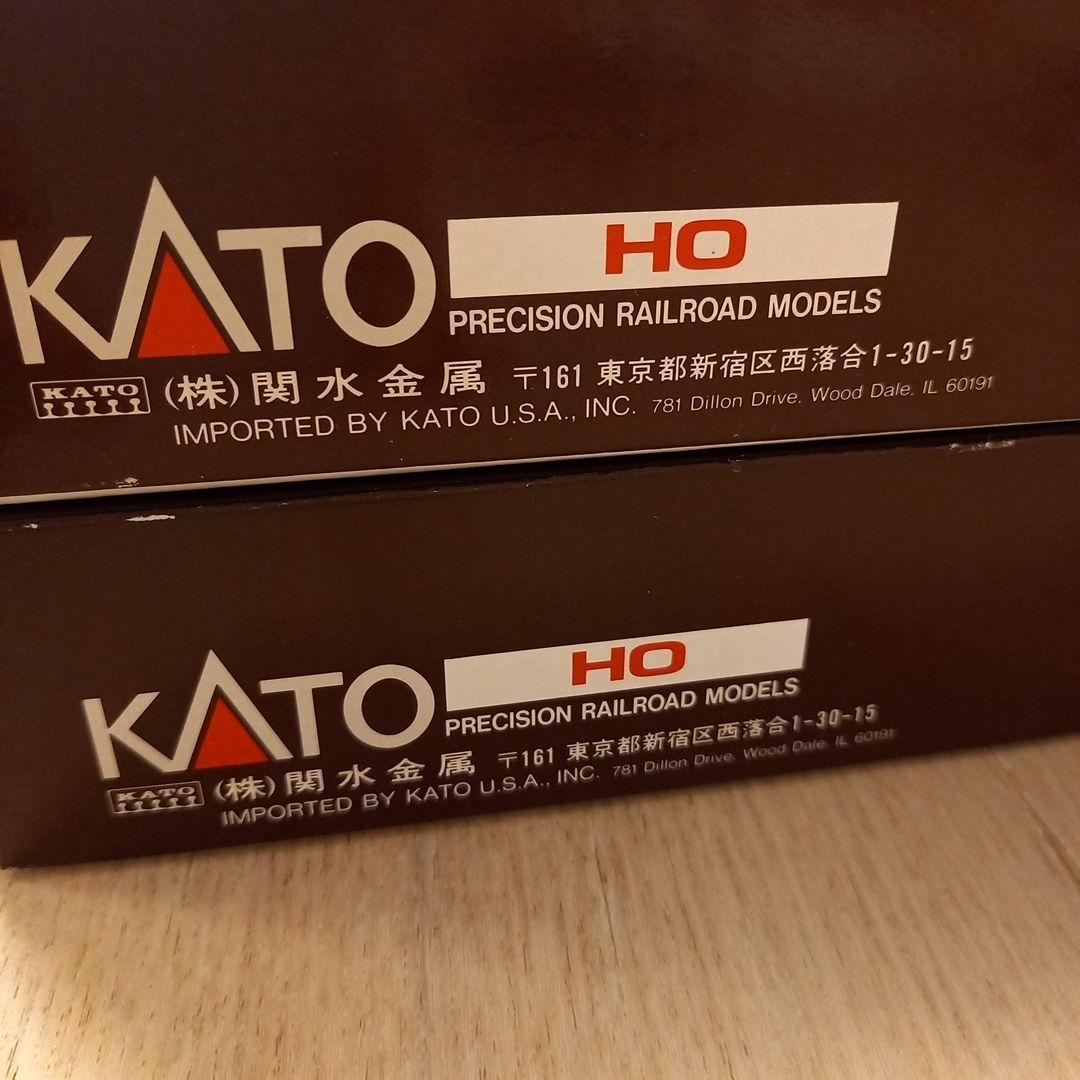 KATO HO
PRECISION RAILROAD MODELS
KATO (株)関水金属 〒161 東京都新宿区西落合1-30-15
IMPORTED BY KATO U.S.A., INC. 781 Dillon Drive. Wood Dale. IL 60191
KATO HO
PRECISION RAILROAD MODELS
KATO (株)関水金属 〒161 東京都新宿区西落合1-30-15
IMPORTED BY KATO U.S.A., INC. 781 Dillon Drive. Wood Dale. IL 60191